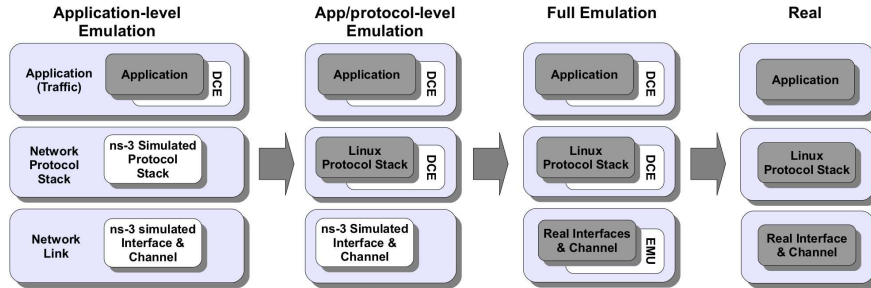 Application-level
Emulation
App/protocol-level
Emulation
Full Emulation
Real
Application
(Traffic)
Application
DCE
Application
DCE
Application
DCE
Application
Network
Protocol
Stack
ns-3 Simulated
Protocol
Stack
Linux
Protocol Stack
DCE
Linux
Protocol Stack
DCE
Linux
Protocol Stack
Network
Link
ns-3 simulated
Interface &
Channel
ns-3 Simulated
Interface &
Channel
Real Interfaces
& Channel
EMU
Real Interface
& Channel